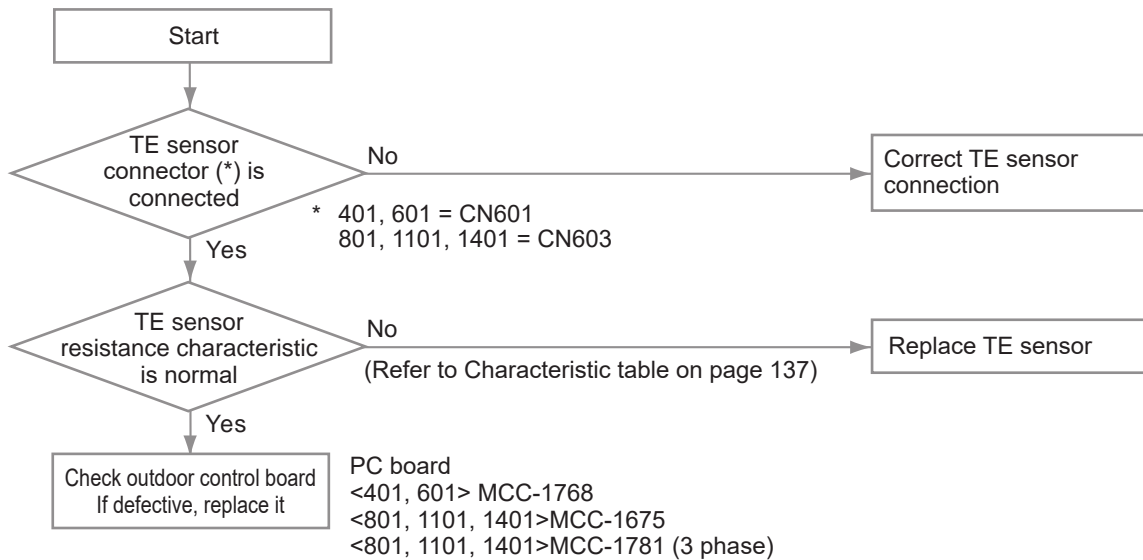 Start
TE sensor
connector (*) is
connected
No
Correct TE sensor
connection
* 401, 601 = CN601
801, 1101, 1401 = CN603
Yes
TE sensor
resistance characteristic
is normal
No
(Refer to Characteristic table on page 137)
Replace TE sensor
Yes
Check outdoor control board
If defective, replace it
PC board
<401, 601> MCC-1768
<801, 1101, 1401>MCC-1675
<801, 1101, 1401>MCC-1781 (3 phase)